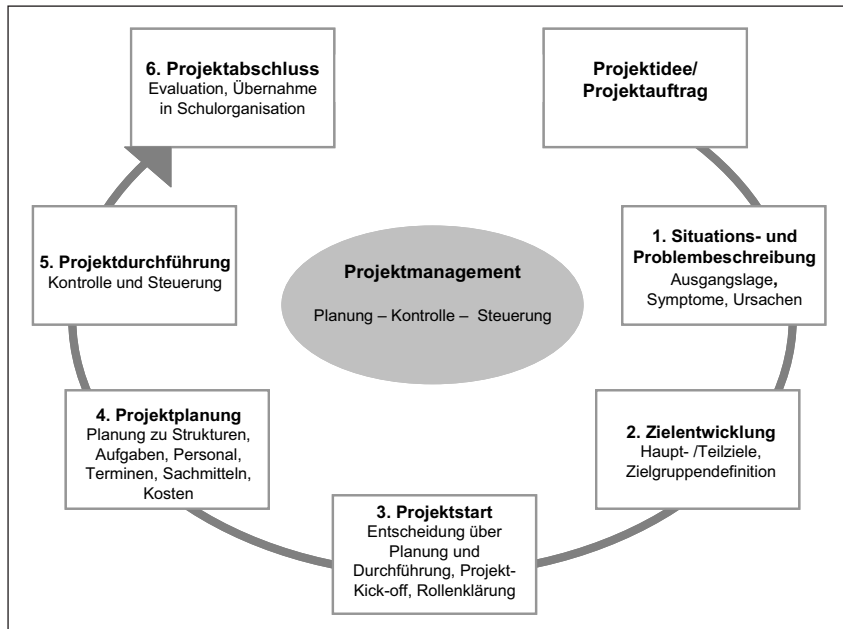 Projektidee/
Projektauftrag
1. Situations- und
Problembeschreibung
Ausgangslage,
Symptome, Ursachen
2. Zielentwicklung
Haupt- /Teilziele,
Zielgruppendefinition
3. Projektstart
Entscheidung über
Planung und
Durchführung, Projekt-
Kick-off, Rollenklärung
4. Projektplanung
Planung zu Strukturen,
Aufgaben, Personal,
Terminen, Sachmitteln,
Kosten
5. Projektdurchführung
Kontrolle und Steuerung
6. Projektabschluss
Evaluation, Übernahme
in Schulorganisation
Projektmanagement
Planung – Kontrolle – Steuerung